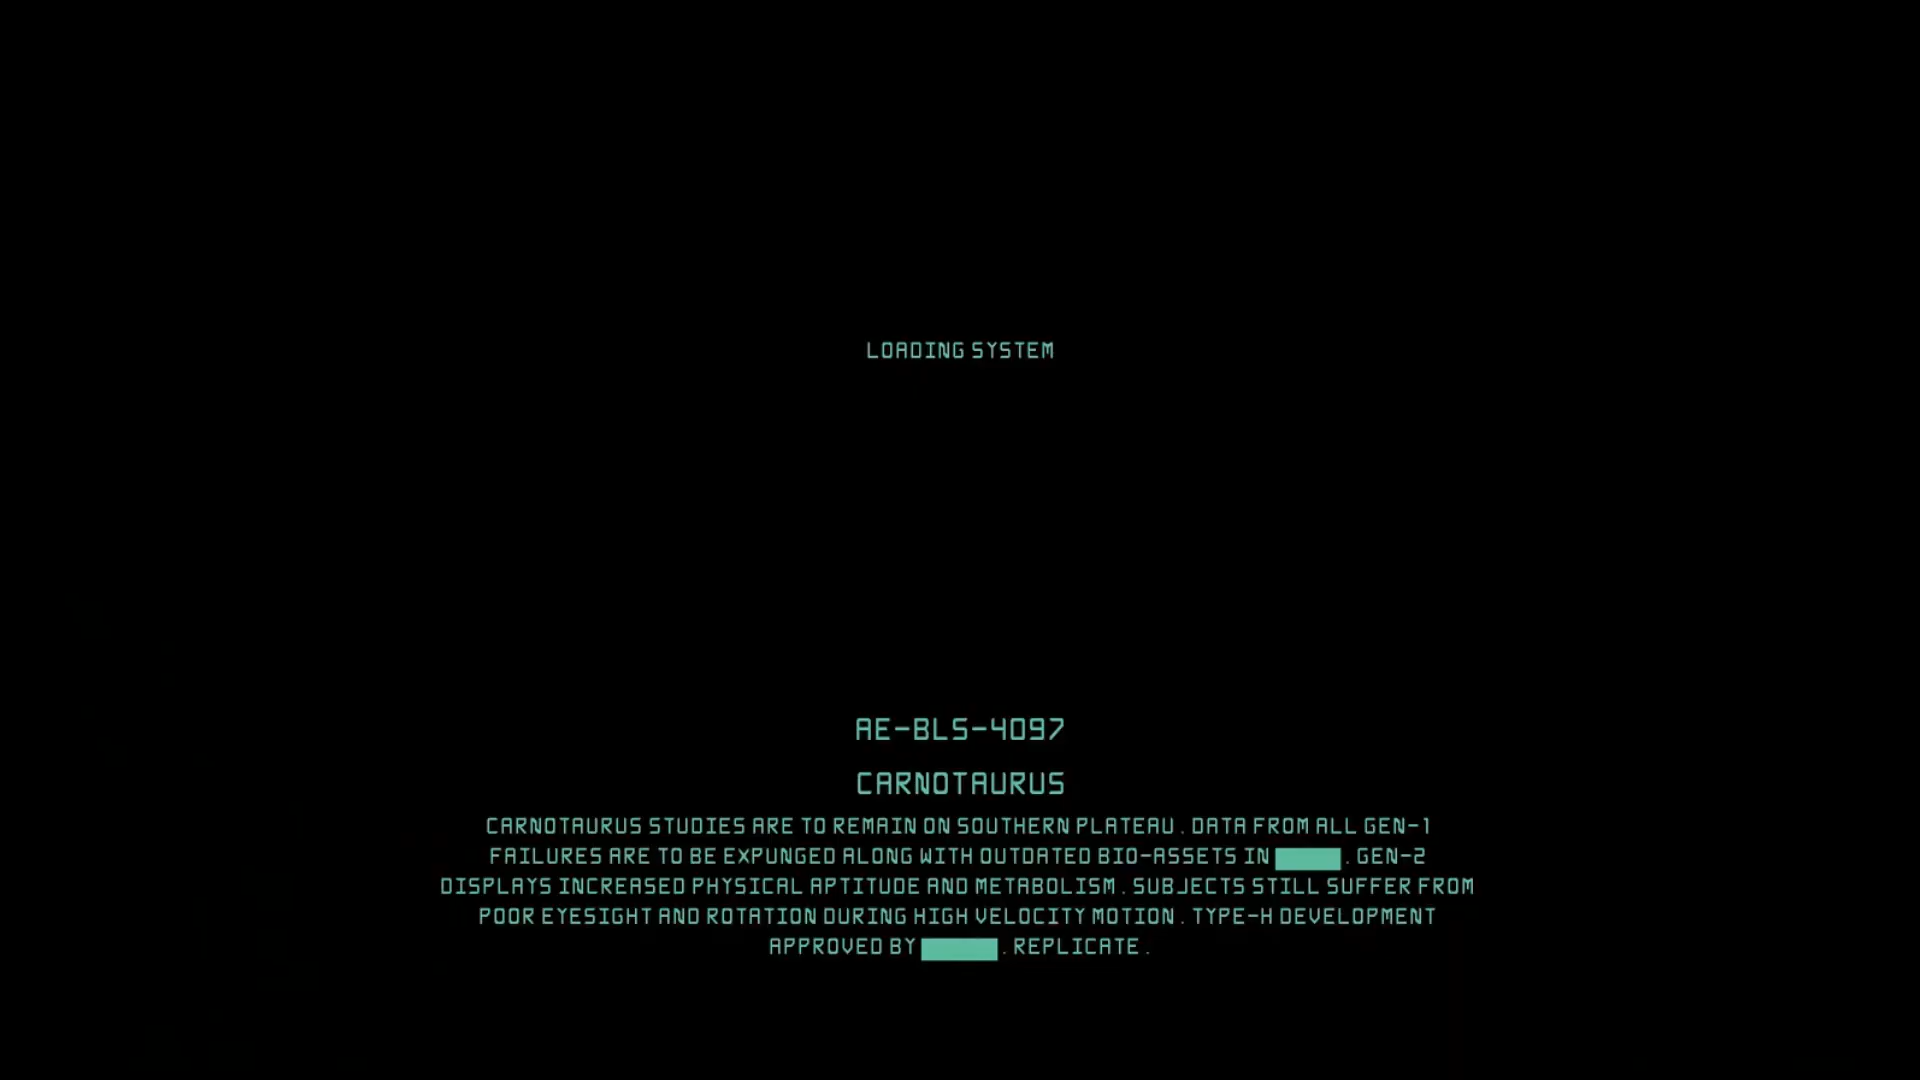 LOADING SYSTEM
AE-BLS-4097
CARNOTAURUS
CARNOTAURUS STUDIES ARE TO REMAIN ON SOUTHERN PLATEAU. DATA FROM ALL GEN-1
FAILURES ARE TO BE EXPUNGED ALONG WITH OUTDATED BIO-ASSETS IN . GEN-2
DISPLAYS INCREASED PHYSICAL APTITUDE AND METABOLISM. SUBJECTS STILL SUFFER FROM
POOR EYESIGHT AND ROTATION DURING HIGH VELOCITY MOTION. TYPE-H DEVELOPMENT
APPROVED BY . REPLICATE.